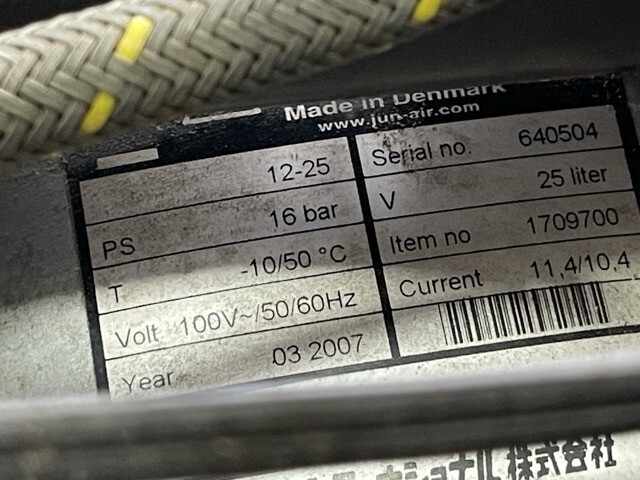 Made in Denmark
www.jun-air.com
12-25
PS 16 bar
T -10/50 °C
Volt 100V~/50/60Hz
Year 03 2007
Serial no. 640504
V 25 liter
Item no 1709700
Current 11,4/10,4
ショナル株式会社